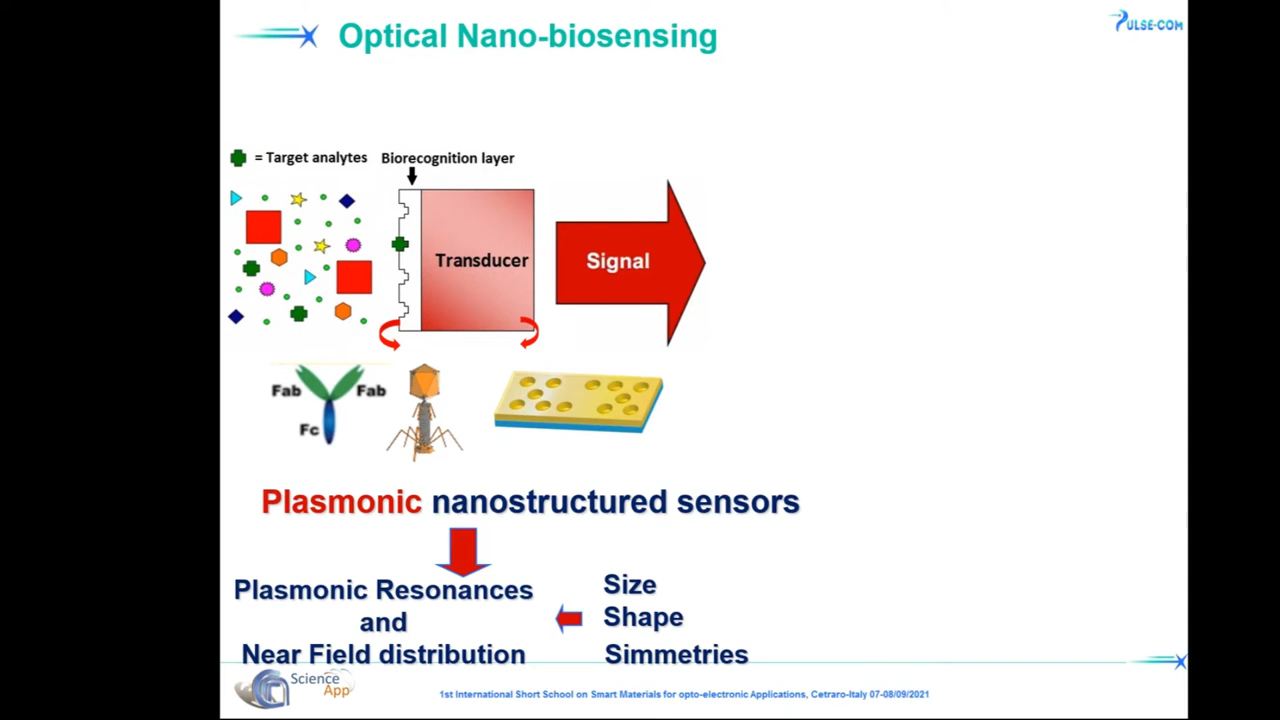 Optical Nano-biosensing
PULSE-COM
= Target analytes
Biorecognition layer
Transducer
Signal
Fab
Fab
Fc
Plasmonic nanostructured sensors
Plasmonic Resonances
and
Near Field distribution
Size
Shape
Simmetries
Science
App
1st International Short School on Smart Materials for opto-electronic Applications, Cetraro-Italy 07-08/09/2021